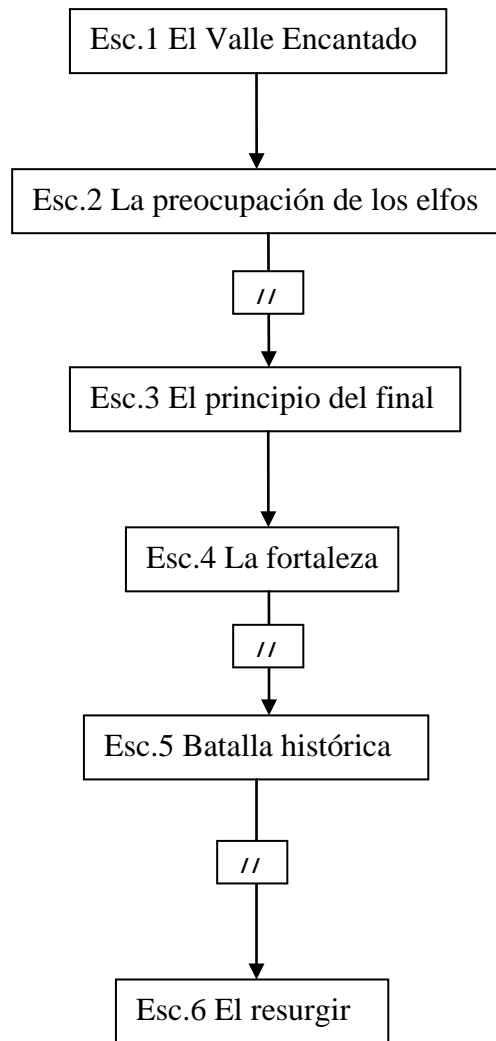 Esc.1 El Valle Encantado
Esc.2 La preocupación de los elfos
//
Esc.3 El principio del final
Esc.4 La fortaleza
//
Esc.5 Batalla histórica
//
Esc.6 El resurgir